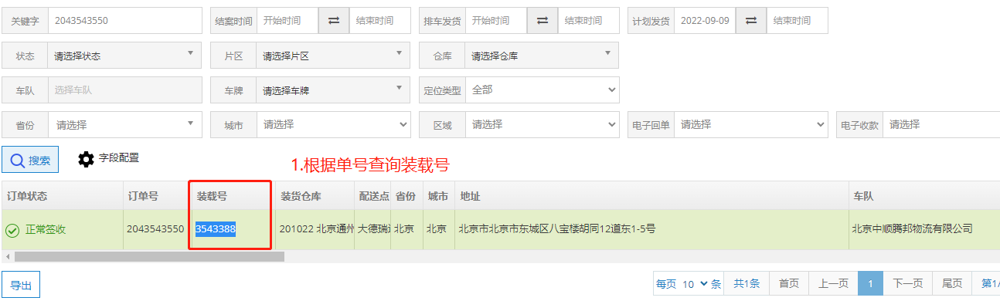 关键字 2043543550 结案时间 开始时间 结束时间 排车发货 开始时间 结束时间 计划发货 2022-09-09 结束时间
状态 请选择状态 片区 请选择片区 仓库 请选择仓库
车队 选择车队 车牌 请选择车牌 定位类型 全部
省份 请选择 城市 请选择 区域 请选择 电子回单 请选择 电子收款 请选择
搜索 字段配置
1.根据单号查询装载号
订单状态 订单号 装载号 装货仓库 配送点 省份 城市 地址 车队
正常签收 2043543550 3543388 201022 北京通州 大德瑞 北京 北京 北京市北京市东城区八宝楼胡同12道东1-5号 北京中顺腾邦物流有限公司
导出 每页 10 条 共1条 首页 上一页 1 下一页 尾页 第1/